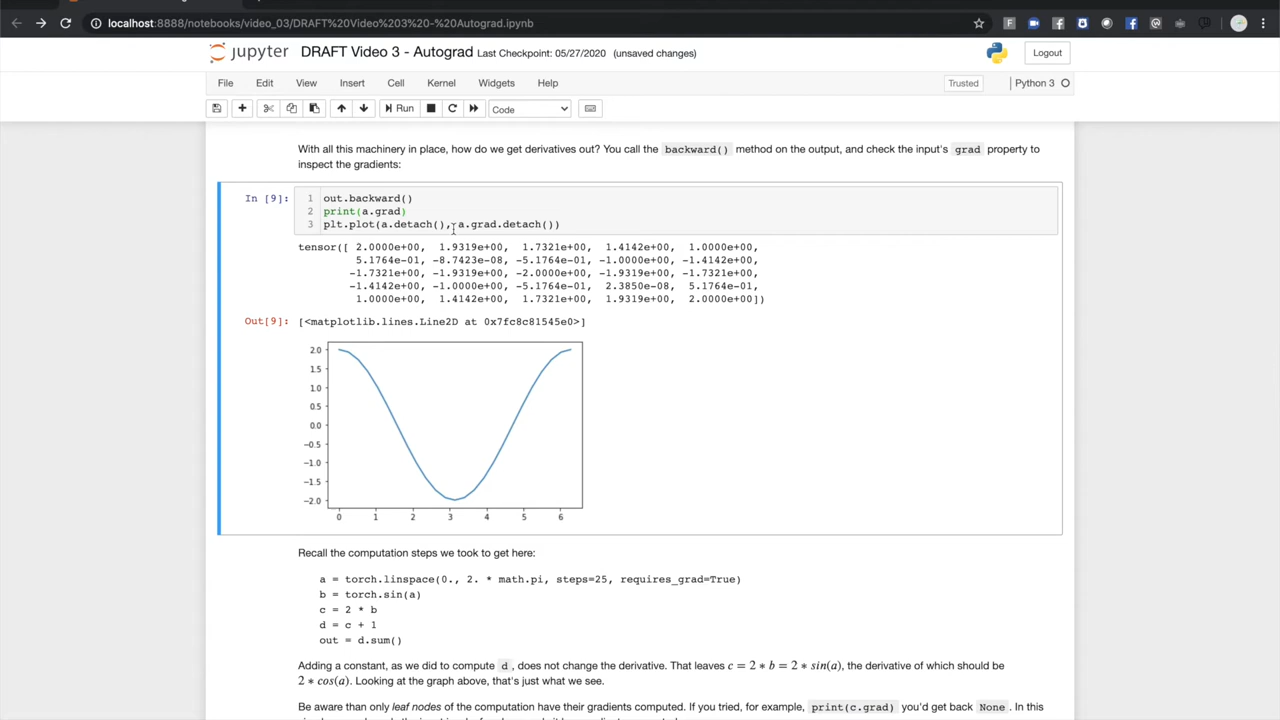 localhost:8888/notebooks/video_03/DRAFT%20Video%203%20-%20Autograd.ipynb
jupyter DRAFT Video 3 - Autograd Last Checkpoint: 05/27/2020 (unsaved changes) Logout
File Edit View Insert Cell Kernel Widgets Help Trusted Python 3
Run Code
With all this machinery in place, how do we get derivatives out? You call the backward() method on the output, and check the input's grad property to
inspect the gradients:
In [9]: 1 out.backward()
2 print(a.grad)
3 plt.plot(a.detach(), a.grad.detach())
tensor([ 2.0000e+00, 1.9319e+00, 1.7321e+00, 1.4142e+00, 1.0000e+00,
5.1764e-01, -8.7423e-08, -5.1764e-01, -1.0000e+00, -1.4142e+00,
-1.7321e+00, -1.9319e+00, -2.0000e+00, -1.9319e+00, -1.7321e+00,
-1.4142e+00, -1.0000e+00, -5.1764e-01, 2.3850e-08, 5.1764e-01,
1.0000e+00, 1.4142e+00, 1.7321e+00, 1.9319e+00, 2.0000e+00])
Out[9]: [<matplotlib.lines.Line2D at 0x7fc8c81545e0>]
2.0
1.5
1.0
0.5
0.0
-0.5
-1.0
-1.5
-2.0
0 1 2 3 4 5 6
Recall the computation steps we took to get here:
a = torch.linspace(0., 2. * math.pi, steps=25, requires_grad=True)
b = torch.sin(a)
c = 2 * b
d = c + 1
out = d.sum()
Adding a constant, as we did to compute d, does not change the derivative. That leaves c = 2 * b = 2 * sin(a), the derivative of which should be
2 * cos(a). Looking at the graph above, that's just what we see.
Be aware than only leaf nodes of the computation have their gradients computed. If you tried, for example, print(c.grad) you'd get back None. In this